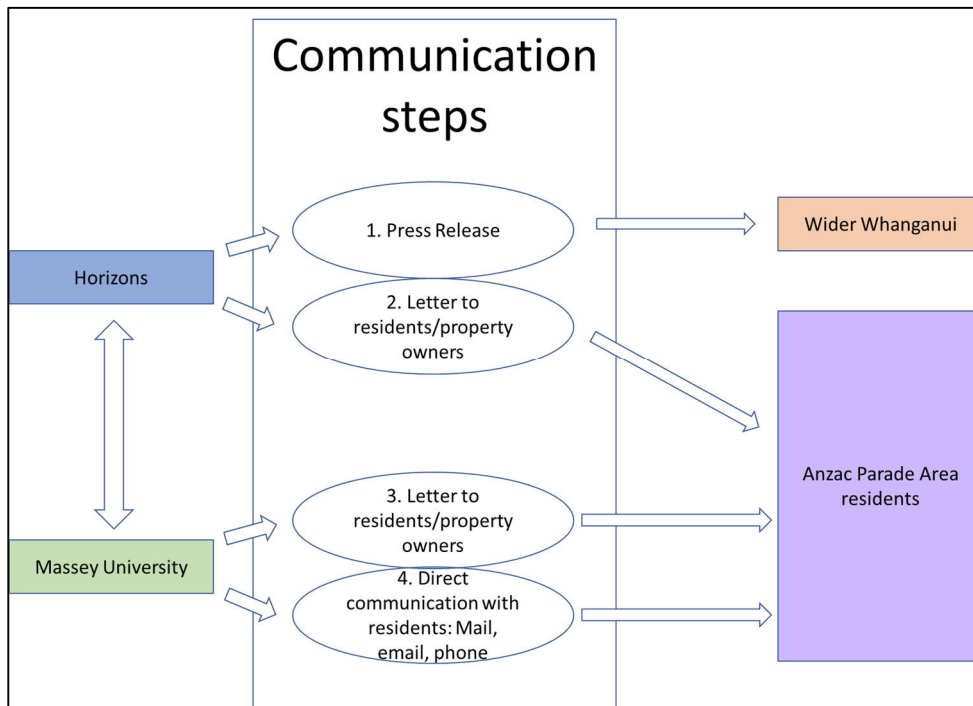 Communication
steps
1. Press Release
Wider Whanganui
Horizons
2. Letter to
residents/property
owners
Anzac Parade Area
residents
3. Letter to
residents/property
owners
Massey University
4. Direct
communication with
residents: Mail,
email, phone